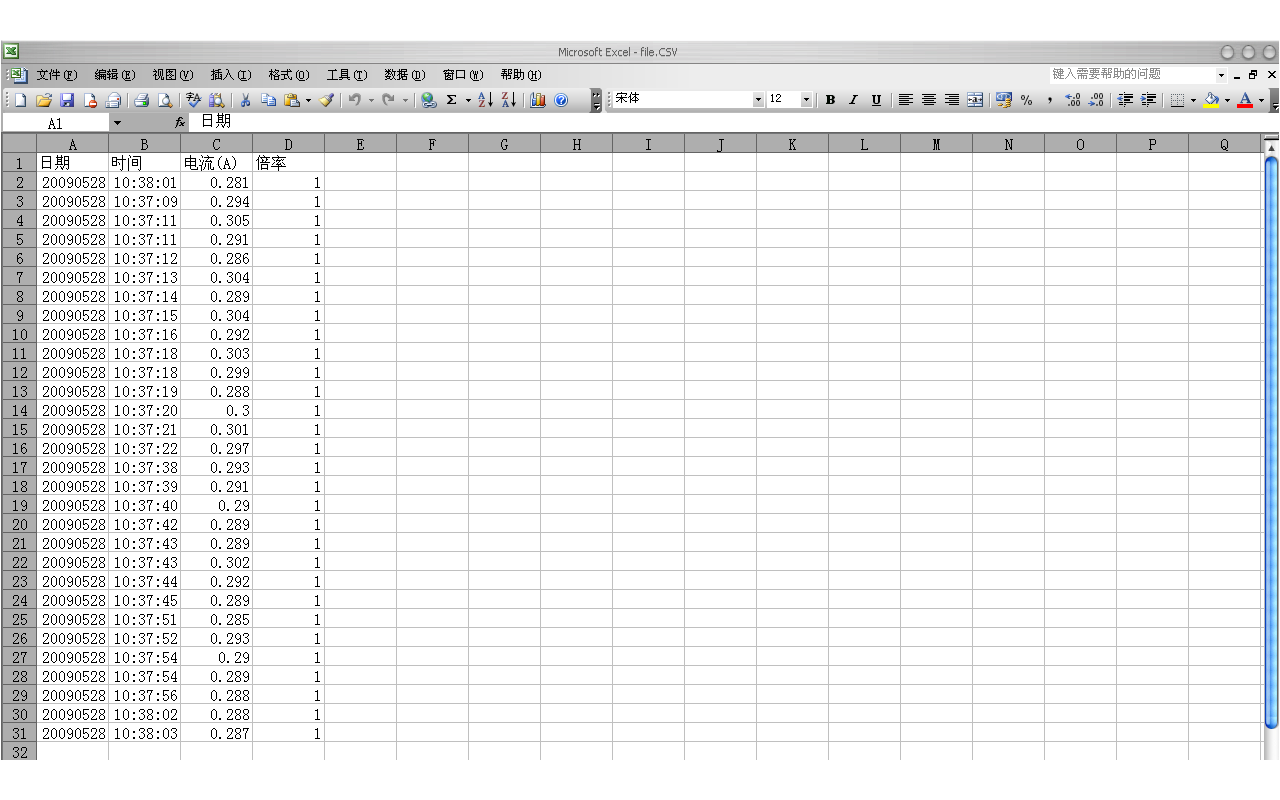 Microsoft Excel - file.CSV
文件(F) 编辑(E) 视图(V) 插入(I) 格式(O) 工具(T) 数据(D) 窗口(W) 帮助(H) 键入需要帮助的问题
宋体 12 B I U
A1 fx 日期
A B C D E F G H I J K L M N O P Q
1 日期 时间 电流(A) 倍率
2 20090528 10:38:01 0.281 1
3 20090528 10:37:09 0.294 1
4 20090528 10:37:11 0.305 1
5 20090528 10:37:11 0.291 1
6 20090528 10:37:12 0.286 1
7 20090528 10:37:13 0.304 1
8 20090528 10:37:14 0.289 1
9 20090528 10:37:15 0.304 1
10 20090528 10:37:16 0.292 1
11 20090528 10:37:18 0.303 1
12 20090528 10:37:18 0.299 1
13 20090528 10:37:19 0.288 1
14 20090528 10:37:20 0.3 1
15 20090528 10:37:21 0.301 1
16 20090528 10:37:22 0.297 1
17 20090528 10:37:38 0.293 1
18 20090528 10:37:39 0.291 1
19 20090528 10:37:40 0.29 1
20 20090528 10:37:42 0.289 1
21 20090528 10:37:43 0.289 1
22 20090528 10:37:43 0.302 1
23 20090528 10:37:44 0.292 1
24 20090528 10:37:45 0.289 1
25 20090528 10:37:51 0.285 1
26 20090528 10:37:52 0.293 1
27 20090528 10:37:54 0.29 1
28 20090528 10:37:54 0.289 1
29 20090528 10:37:56 0.288 1
30 20090528 10:38:02 0.288 1
31 20090528 10:38:03 0.287 1
32